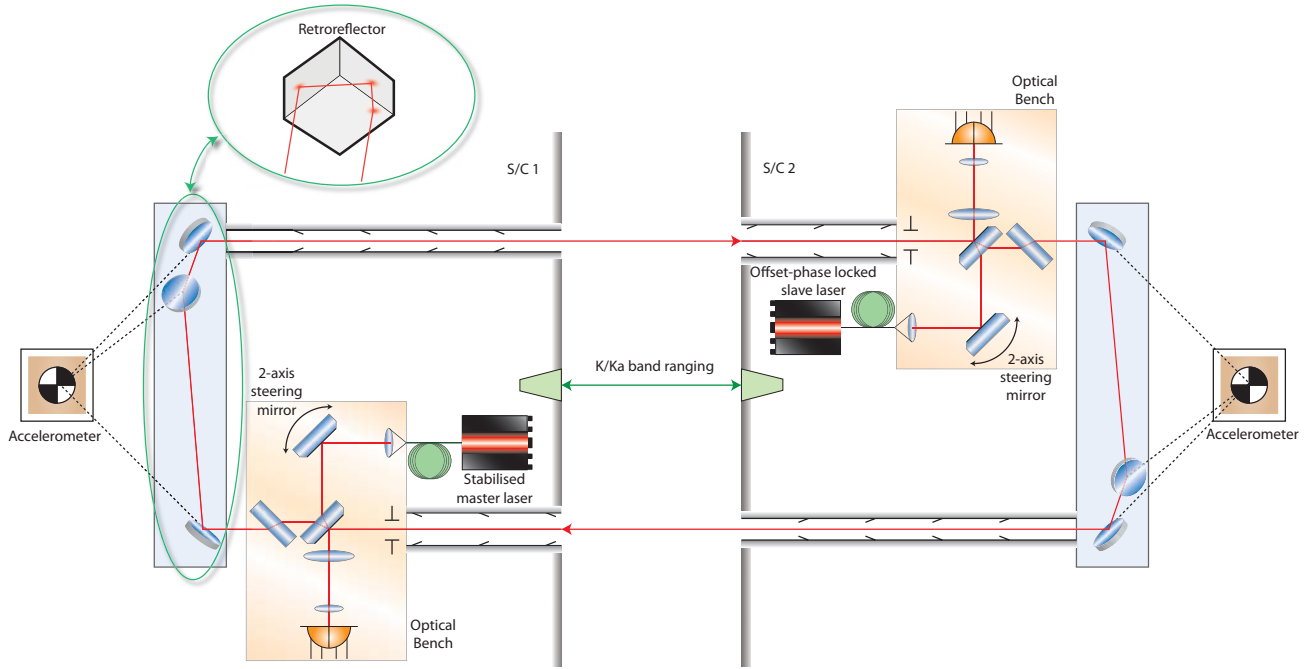 Retroreflector
Optical
Bench
S/C 1
S/C 2
Offset-phase locked
slave laser
2-axis
steering
mirror
K/Ka band ranging
2-axis
steering
mirror
Accelerometer
Accelerometer
Stabilised
master laser
Optical
Bench